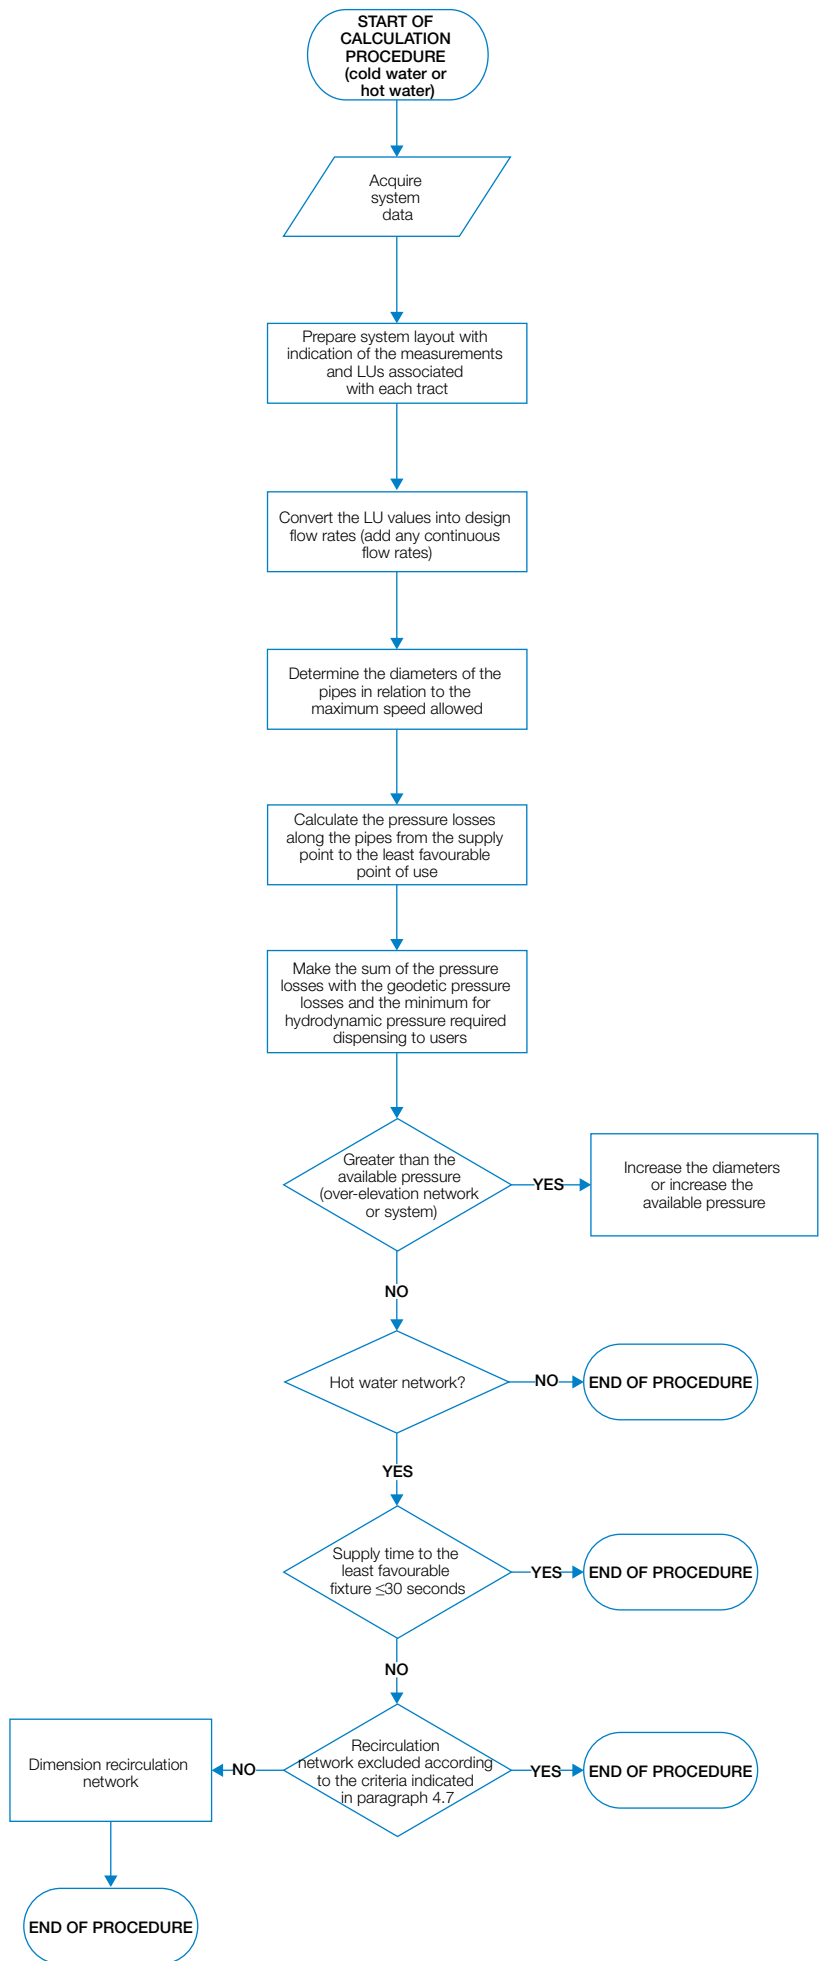 START OF
CALCULATION
PROCEDURE
(cold water or
hot water)
Acquire
system
data
Prepare system layout with
indication of the measurements
and LUs associated
with each tract
Convert the LU values into design
flow rates (add any continuous
flow rates)
Determine the diameters of the
pipes in relation to the
maximum speed allowed
Calculate the pressure losses
along the pipes from the supply
point to the least favourable
point of use
Make the sum of the pressure
losses with the geodetic pressure
losses and the minimum for
hydrodynamic pressure required
dispensing to users
Greater than the
available pressure
(over-elevation network
or system)
YES
Increase the diameters
or increase the
available pressure
NO
Hot water network?
NO
END OF PROCEDURE
YES
Supply time to the
least favourable
fixture ≤30 seconds
YES
END OF PROCEDURE
NO
Recirculation
network excluded according
to the criteria indicated
in paragraph 4.7
YES
END OF PROCEDURE
NO
Dimension recirculation
network
END OF PROCEDURE